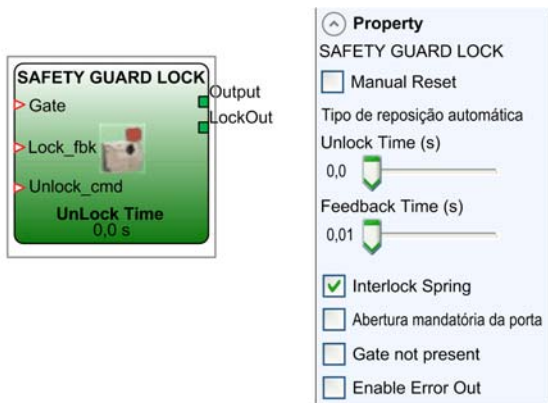 SAFETY GUARD LOCK
Gate
Lock_fbk
Unlock_cmd
UnLock Time
0,0 s
Output
LockOut
Property
SAFETY GUARD LOCK
Manual Reset
Tipo de reposição automática
Unlock Time (s)
0,0
Feedback Time (s)
0,01
Interlock Spring
Abertura mandatória da porta
Gate not present
Enable Error Out